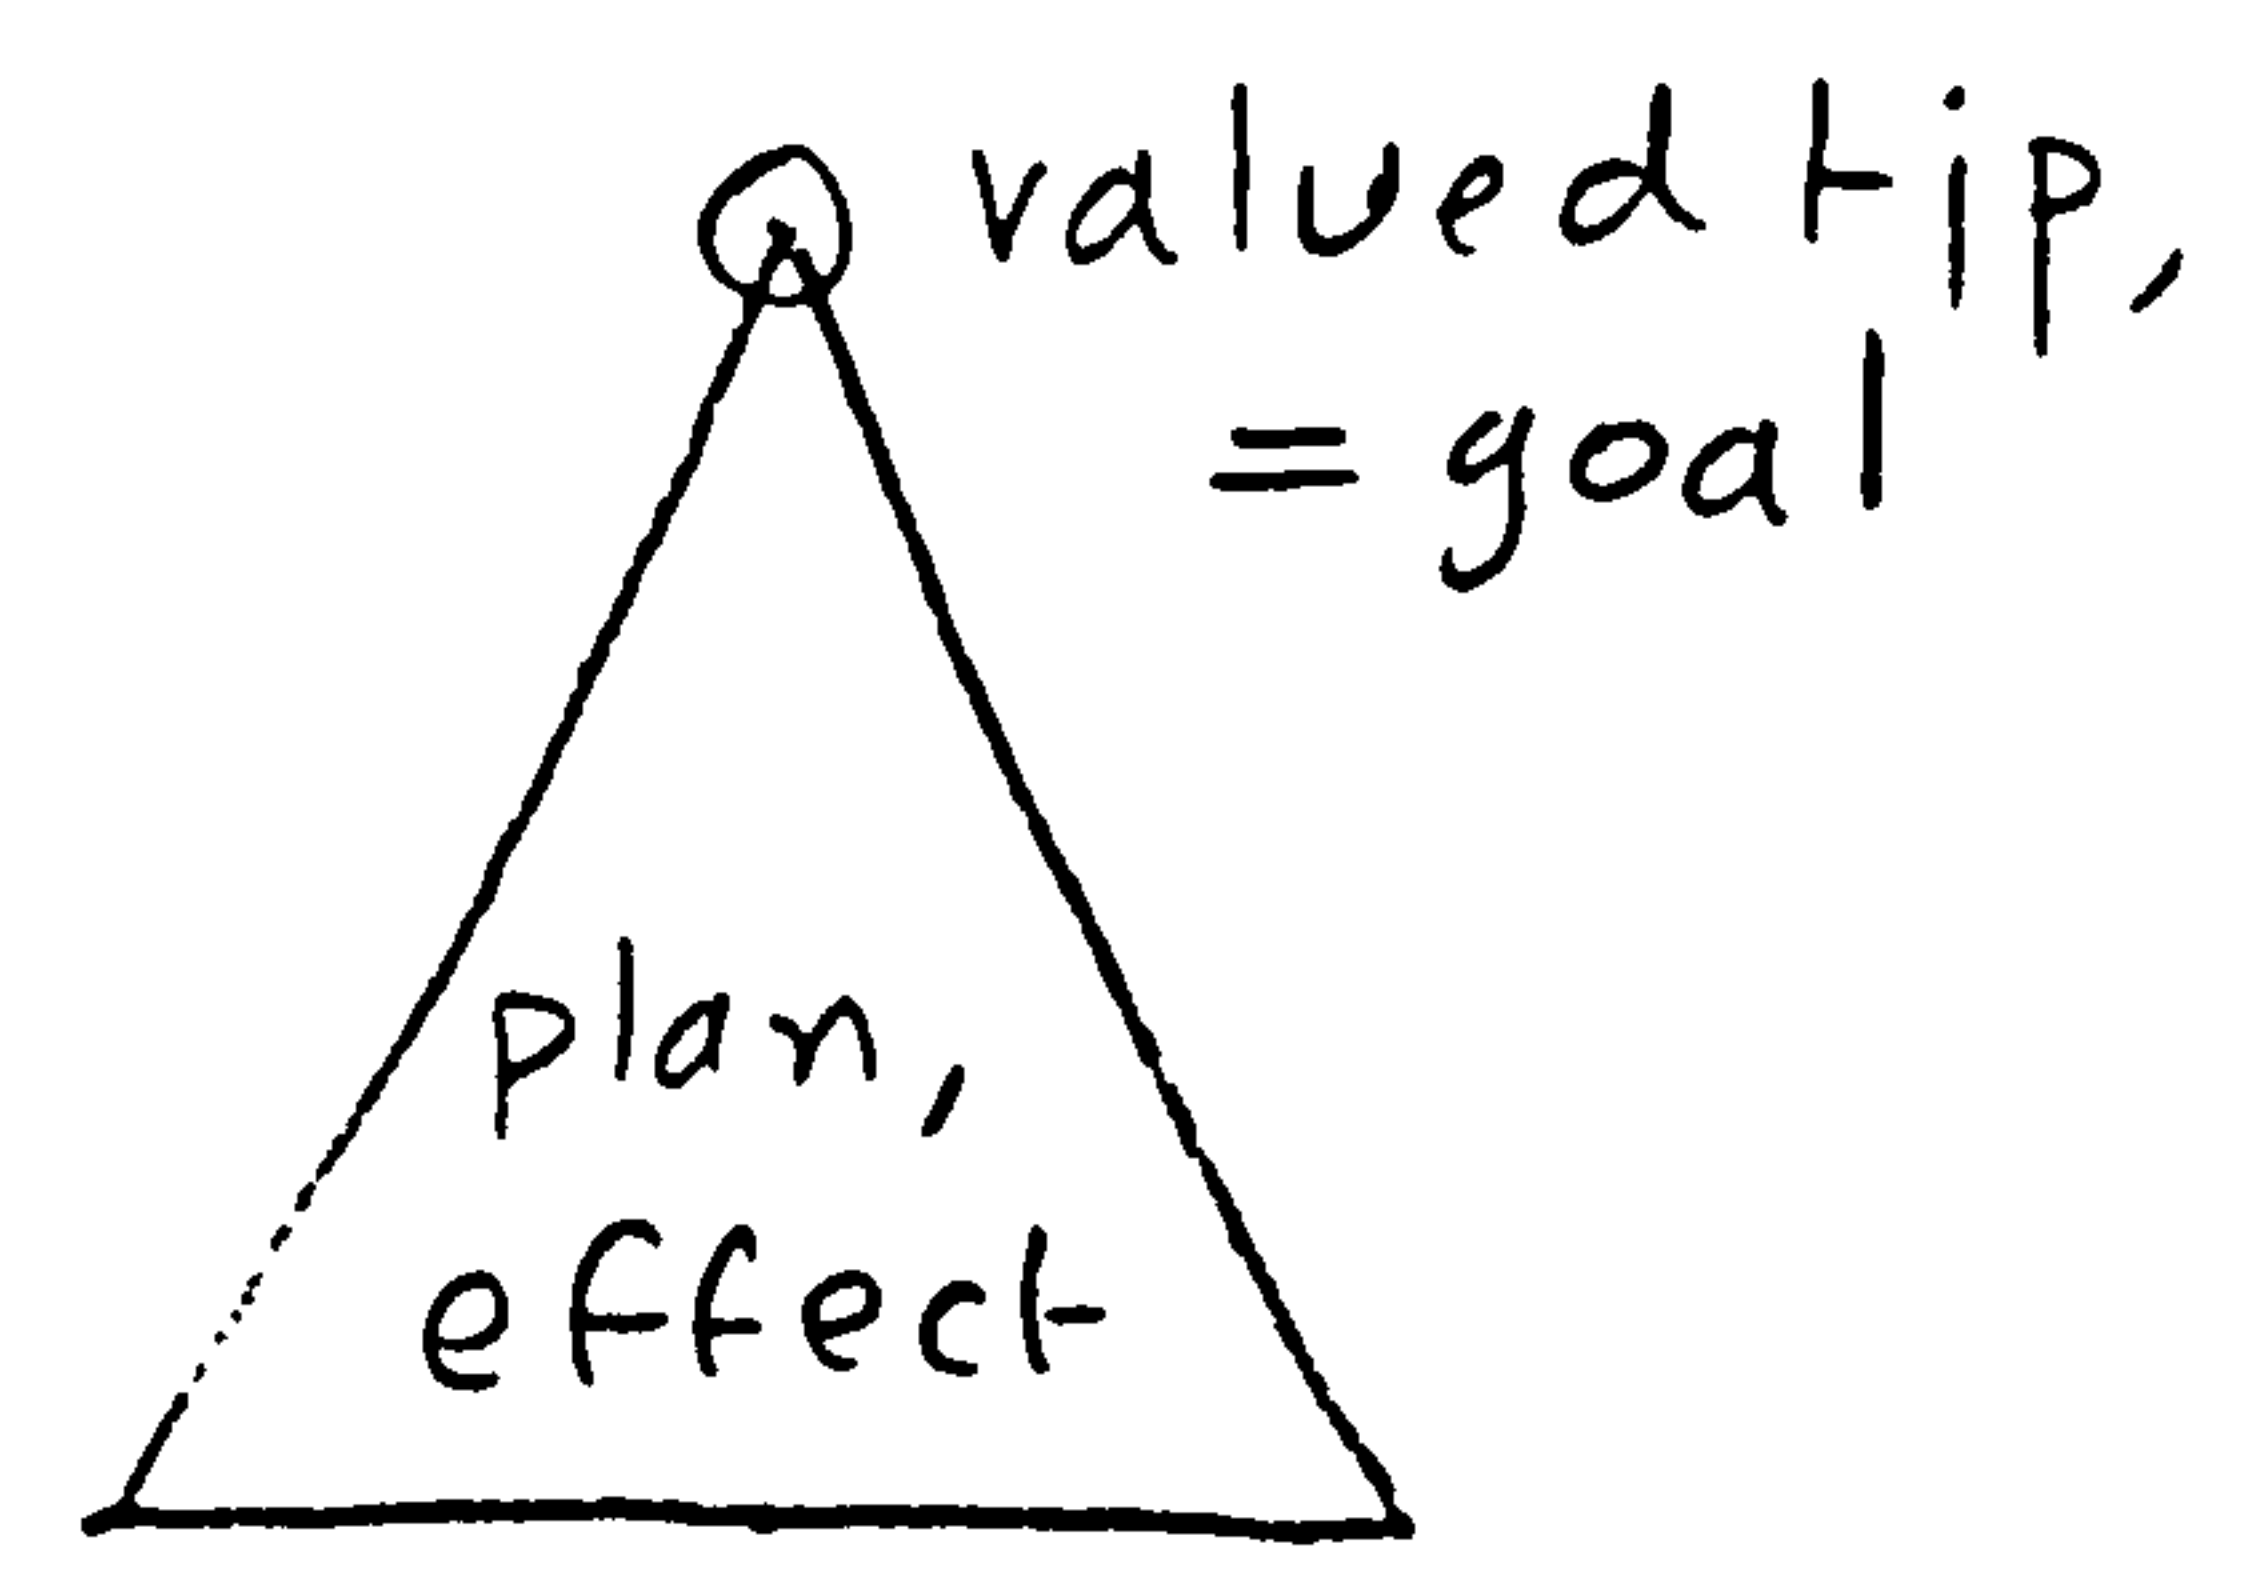 valued tip,
= goal
plan,
effect